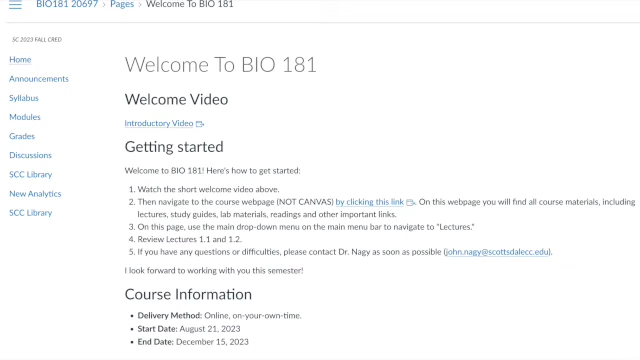 BIO181 20697 › Pages › Welcome To BIO 181
SC 2023 FALL CRED
Home
Announcements
Syllabus
Modules
Grades
Discussions
SCC Library
New Analytics
SCC Library
Welcome To BIO 181
Welcome Video
Introductory Video
Getting started
Welcome to BIO 181! Here's how to get started:
1. Watch the short welcome video above.
2. Then navigate to the course webpage (NOT CANVAS) by clicking this link. On this webpage you will find all course materials, including
lectures, study guides, lab materials, readings and other important links.
3. On this page, use the main drop-down menu on the main menu bar to navigate to "Lectures."
4. Review Lectures 1.1 and 1.2.
5. If you have any questions or difficulties, please contact Dr. Nagy as soon as possible (john.nagy@scottsdalecc.edu).
I look forward to working with you this semester!
Course Information
• Delivery Method: Online, on-your-own-time.
• Start Date: August 21, 2023
• End Date: December 15, 2023